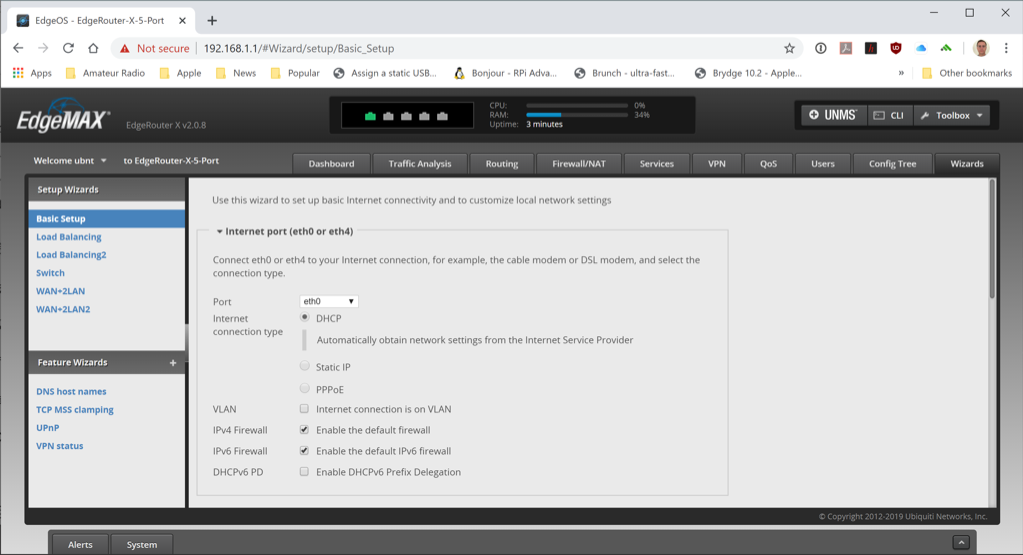 EdgeOS - EdgeRouter-X-5-Port
Not secure | 192.168.1.1/#Wizard/setup/Basic_Setup
Apps Amateur Radio Apple News Popular Assign a static USB... Bonjour - RPi Adva... Brunch - ultra-fast... Brydge 10.2 - Apple... » Other bookmarks
EdgeMAX EdgeRouter X v2.0.8
CPU: 0%
RAM: 34%
Uptime: 3 minutes
UNMS CLI Toolbox
Welcome ubnt to EdgeRouter-X-5-Port
Dashboard Traffic Analysis Routing Firewall/NAT Services VPN QoS Users Config Tree Wizards
Setup Wizards
Basic Setup
Load Balancing
Load Balancing2
Switch
WAN+2LAN
WAN+2LAN2
Feature Wizards +
DNS host names
TCP MSS clamping
UPnP
VPN status
Use this wizard to set up basic Internet connectivity and to customize local network settings
Internet port (eth0 or eth4)
Connect eth0 or eth4 to your Internet connection, for example, the cable modem or DSL modem, and select the
connection type.
Port eth0
Internet
connection type
DHCP
Automatically obtain network settings from the Internet Service Provider
Static IP
PPPoE
VLAN Internet connection is on VLAN
IPv4 Firewall Enable the default firewall
IPv6 Firewall Enable the default IPv6 firewall
DHCPv6 PD Enable DHCPv6 Prefix Delegation
© Copyright 2012-2019 Ubiquiti Networks, Inc.
Alerts System